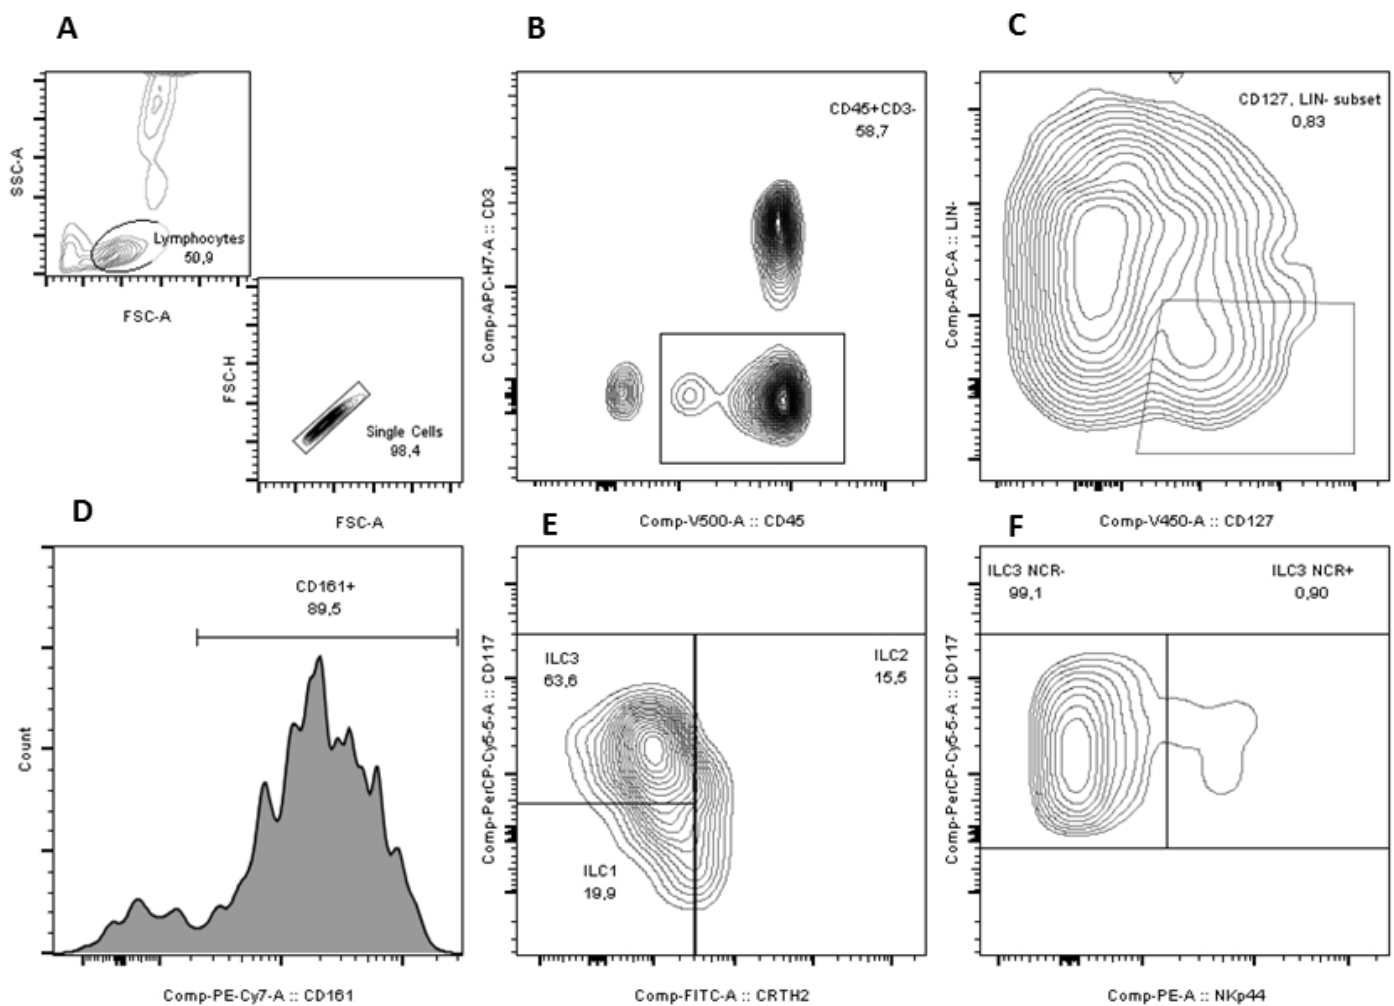 A
B
C
SSC-A
Lymphocytes
50,9
FSC-A
FSC-H
Single Cells
98,4
FSC-A
Comp-APC-H7-A :: CD3
CD45+CD3-
58,7
Comp-V500-A :: CD45
Comp-APC-A :: LIN-
CD127, LIN- subset
0,83
Comp-V450-A :: CD127
D
E
F
Count
CD161+
89,5
Comp-PE-Cy7-A :: CD161
Comp-PerCP-Cy5-5-A :: CD117
ILC3
63,6
ILC2
15,5
ILC1
19,9
Comp-FITC-A :: CRTH2
Comp-PerCP-Cy5-5-A :: CD117
ILC3 NCR-
99,1
ILC3 NCR+
0,90
Comp-PE-A :: NKp44